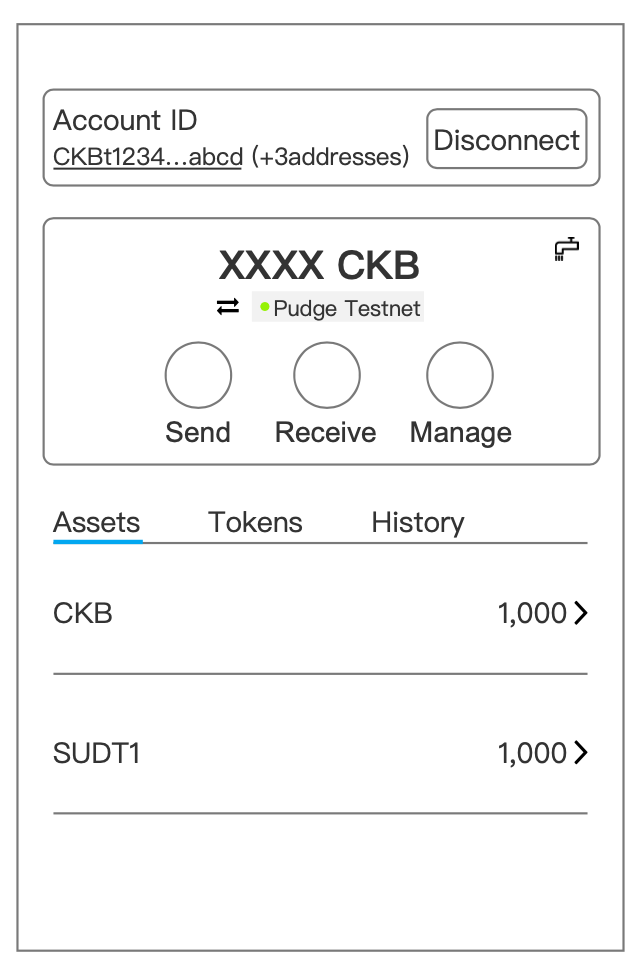 Account ID
CKBt1234...abcd (+3addresses)
Disconnect
XXXX CKB
Pudge Testnet
Send Receive Manage
Assets Tokens History
CKB 1,000
SUDT1 1,000